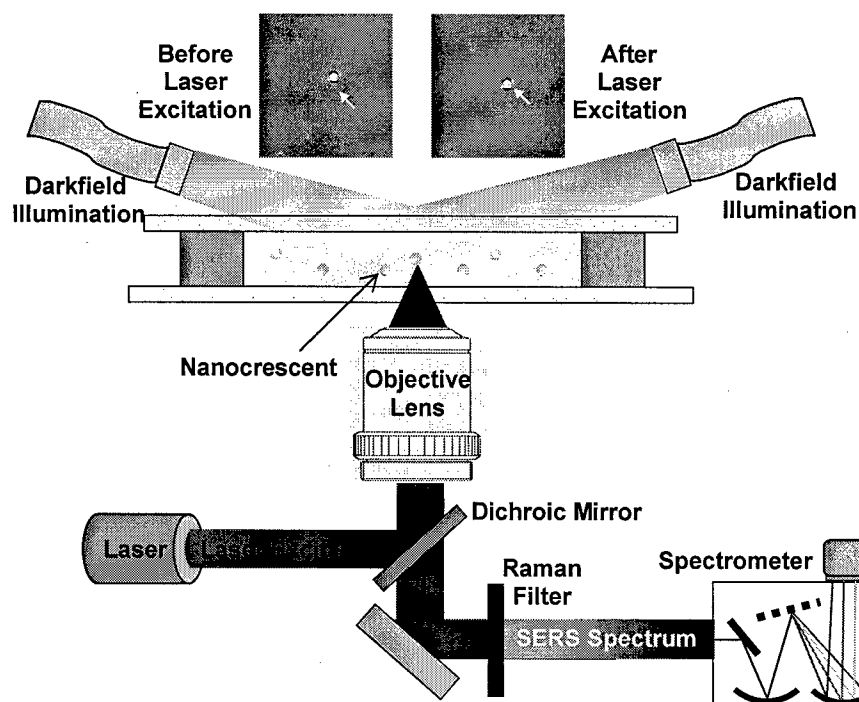 Before
Laser
Excitation
After
Laser
Excitation
Darkfield
Illumination
Darkfield
Illumination
Nanocrescent
Objective
Lens
Dichroic Mirror
Laser
Raman
Filter
Spectrometer
SERS Spectrum